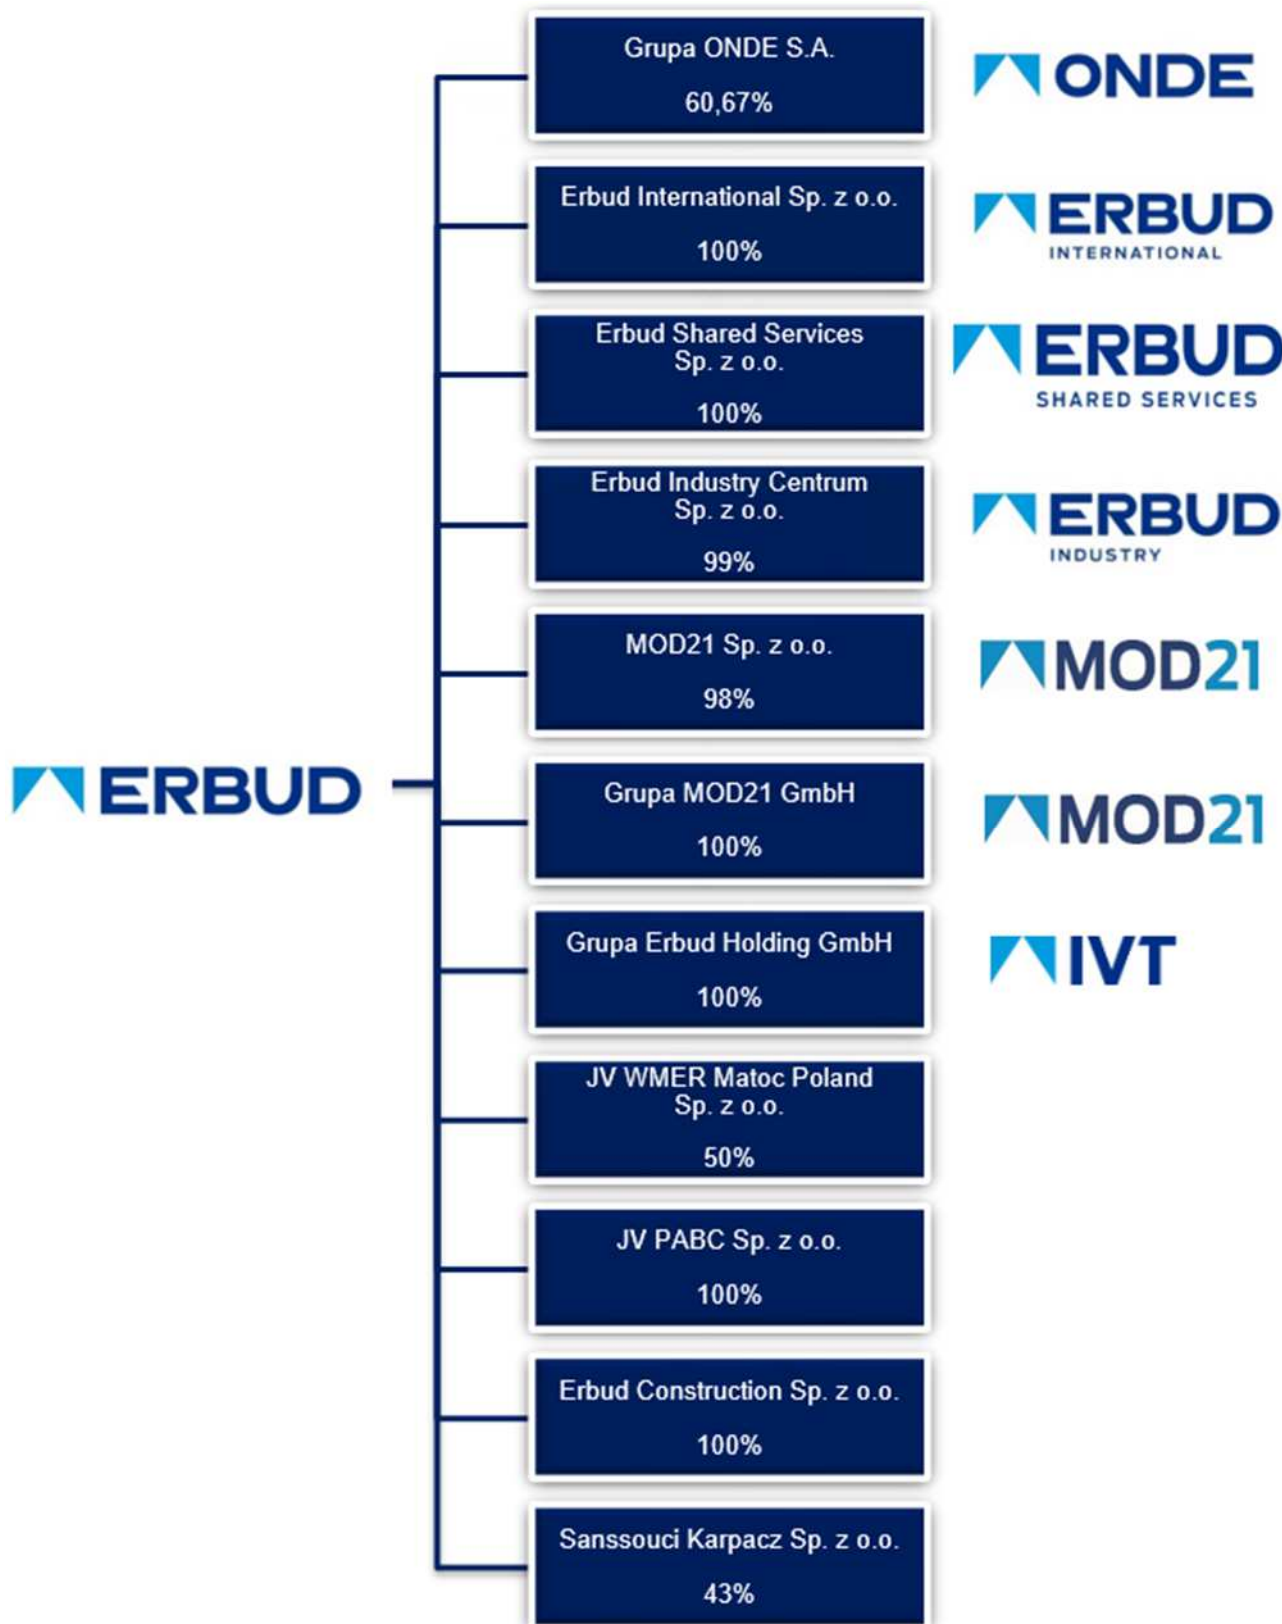 Grupa ONDE S.A.
60,67%
ONDE
Erbud International Sp. z o.o.
100%
ERBUD
INTERNATIONAL
Erbud Shared Services
Sp. z o.o.
100%
ERBUD
SHARED SERVICES
Erbud Industry Centrum
Sp. z o.o.
99%
ERBUD
INDUSTRY
MOD21 Sp. z o.o.
98%
MOD21
ERBUD
Grupa MOD21 GmbH
100%
MOD21
Grupa Erbud Holding GmbH
100%
IVT
JV WMER Matoc Poland
Sp. z o.o.
50%
JV PABC Sp. z o.o.
100%
Erbud Construction Sp. z o.o.
100%
Sanssouci Karpacz Sp. z o.o.
43%